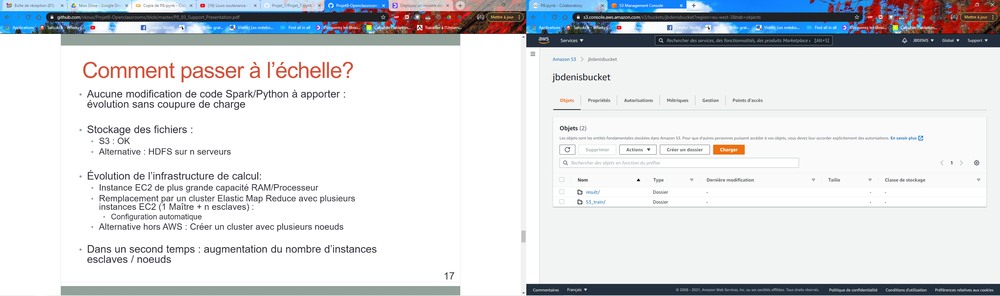 Boîte de réception (81) -
Mon Drive - Google Driv
Copie de P8.ipynb - Cola
(16) Louis soutenance -
Projet_7/Projet_7.ipynb
Projet8-Openclassrooms
Déployez un modèle da
github.com/vkous/Projet8-Openclassrooms/blob/master/P8_03_Support_Presentation.pdf
ABP
NEW
Mettre à jour
Applications
Satsuki.fr - Whisky j...
Creator Studio
Vidéo : Les notebo...
Find all in all
Découvrez les librai...
Calcul de l'isolation...
Travailler à l'Univers...
Comment passer à l'échelle?
• Aucune modification de code Spark/Python à apporter :
évolution sans coupure de charge
• Stockage des fichiers :
• S3 : OK
• Alternative : HDFS sur n serveurs
• Évolution de l'infrastructure de calcul:
• Instance EC2 de plus grande capacité RAM/Processeur
• Remplacement par un cluster Elastic Map Reduce avec plusieurs
instances EC2 (1 Maître + n esclaves) :
• Configuration automatique
• Alternative hors AWS : Créer un cluster avec plusieurs noeuds
• Dans un second temps : augmentation du nombre d'instances
esclaves / noeuds
17
P8.ipynb - Colaboratory
S3 Management Console
s3.console.aws.amazon.com/s3/buckets/jbdenisbucket?region=eu-west-3&tab=objects
ABP
NEW
Mettre à jour
Applications
Satsuki.fr - Whisky j...
Creator Studio
Vidéo : Les notebo...
Find all in all
Découvrez les librai...
Calcul de l'isolation...
aws
Services
Rechercher des services, des fonctionnalités, des produits Marketplace e [Alt+S]
JBDENIS
Global
Support
Amazon S3 > jbdenisbucket
jbdenisbucket
Objets
Propriétés
Autorisations
Métriques
Gestion
Points d'accès
Objets (2)
Les objets sont les entités fondamentales stockées dans Amazon S3. Pour que d'autres personnes puissent accéder à vos objets, vous devez leur accorder explicitement des autorisations. En savoir plus
Supprimer
Actions
Créer un dossier
Charger
Rechercher des objets en fonction du préfixe
1
Nom Type Dernière modification Taille Classe de stockage
result/ Dossier - - -
S3_train/ Dossier - - -
Commentaires
Français
© 2008 - 2021, Amazon Web Services, Inc. ou ses sociétés affiliées. Tous droits réservés.
Politique de confidentialité
Conditions d'utilisation
Préférences relatives aux cookies